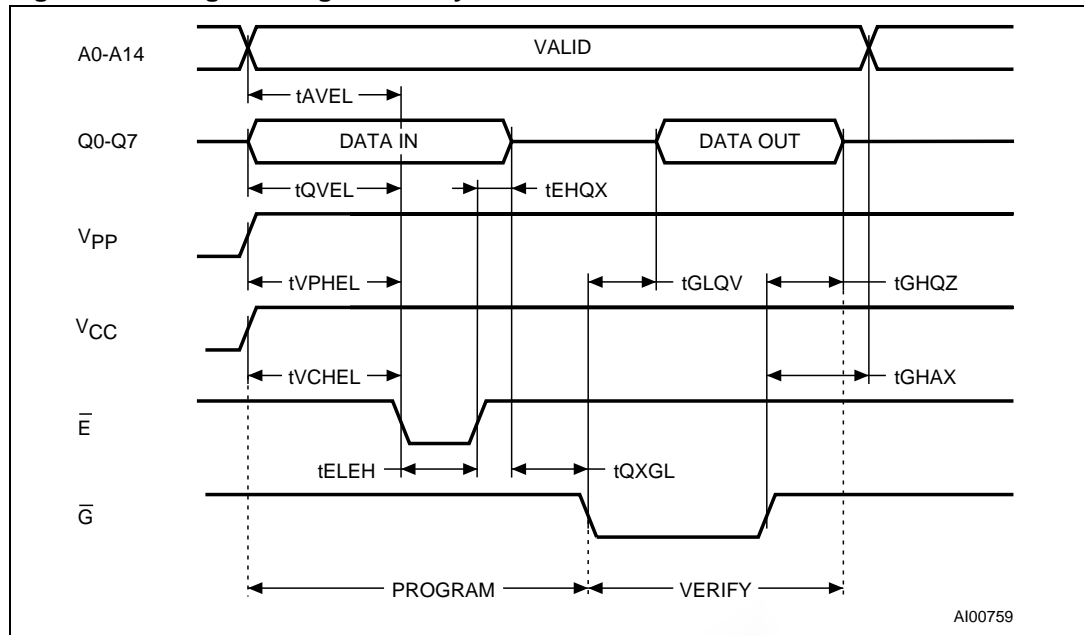 A0-A14
VALID
tAVEL
Q0-Q7
DATA IN
DATA OUT
tQVEL
tEHQX
VPP
tVPHEL
tGLQV
tGHQZ
VCC
tVCHEL
tGHAX
E̅
tELEH
tQXGL
G̅
PROGRAM
VERIFY
AI00759